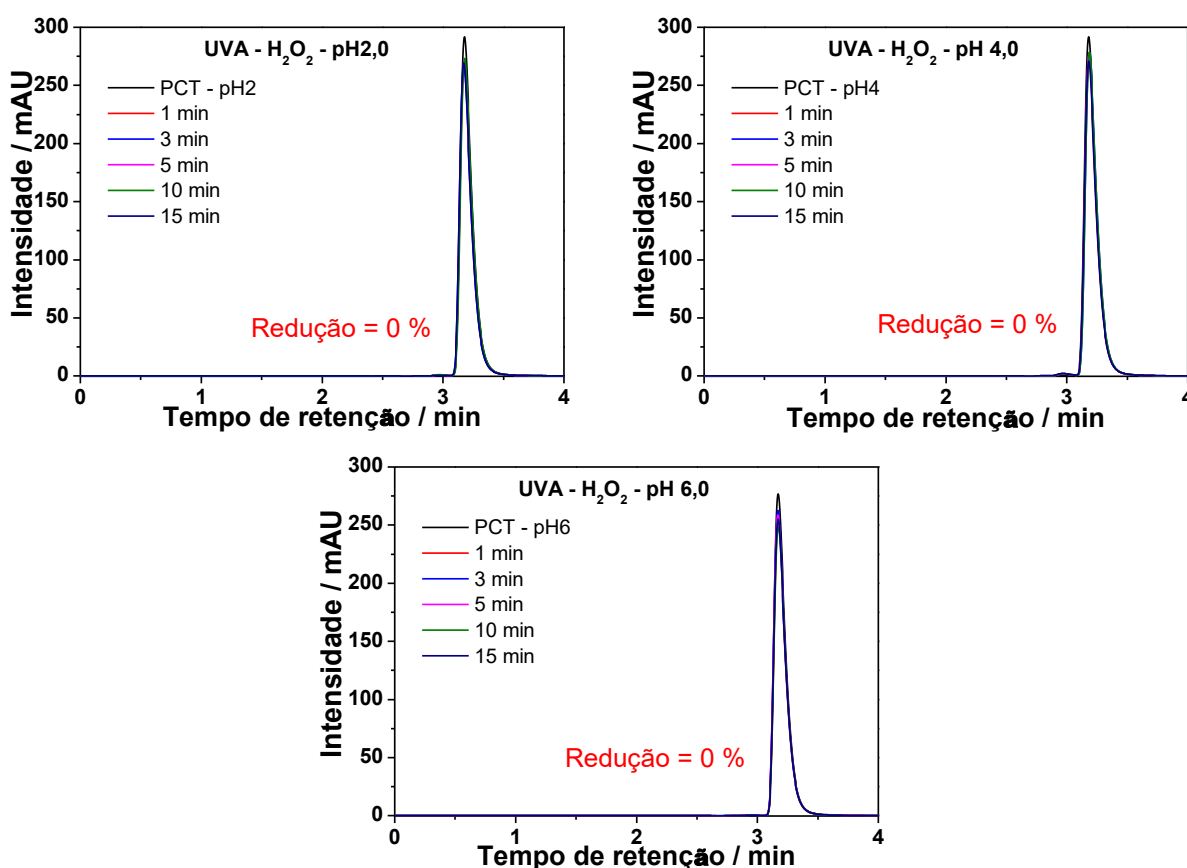 UVA - H₂O₂ - pH2,0
Intensidade / mAU
300
250
200
150
100
50
0
PCT - pH2
1 min
3 min
5 min
10 min
15 min
Redução = 0 %
0 1 2 3 4
Tempo de retenção / min
UVA - H₂O₂ - pH 4,0
Intensidade / mAU
300
250
200
150
100
50
0
PCT - pH4
1 min
3 min
5 min
10 min
15 min
Redução = 0 %
0 1 2 3 4
Tempo de retenção / min
UVA - H₂O₂ - pH 6,0
Intensidade / mAU
300
250
200
150
100
50
0
PCT - pH6
1 min
3 min
5 min
10 min
15 min
Redução = 0 %
0 1 2 3 4
Tempo de retenção / min